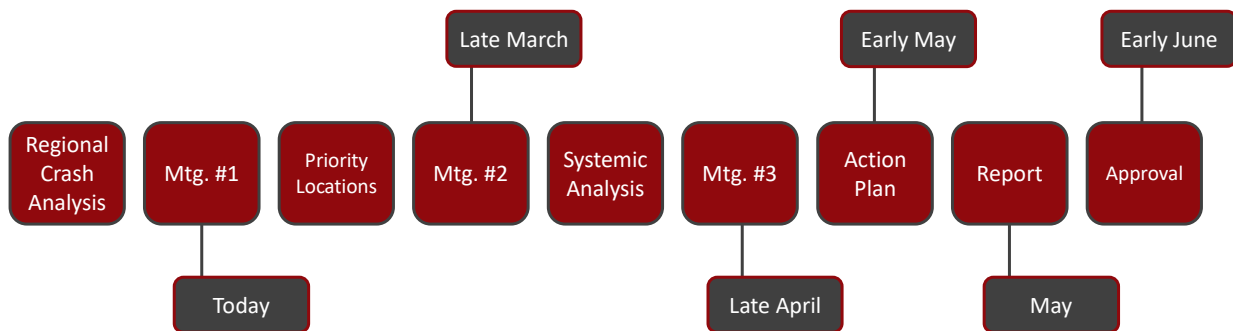 Late March
Early May
Early June
Regional
Crash
Analysis
Mtg. #1
Priority
Locations
Mtg. #2
Systemic
Analysis
Mtg. #3
Action
Plan
Report
Approval
Today
Late April
May